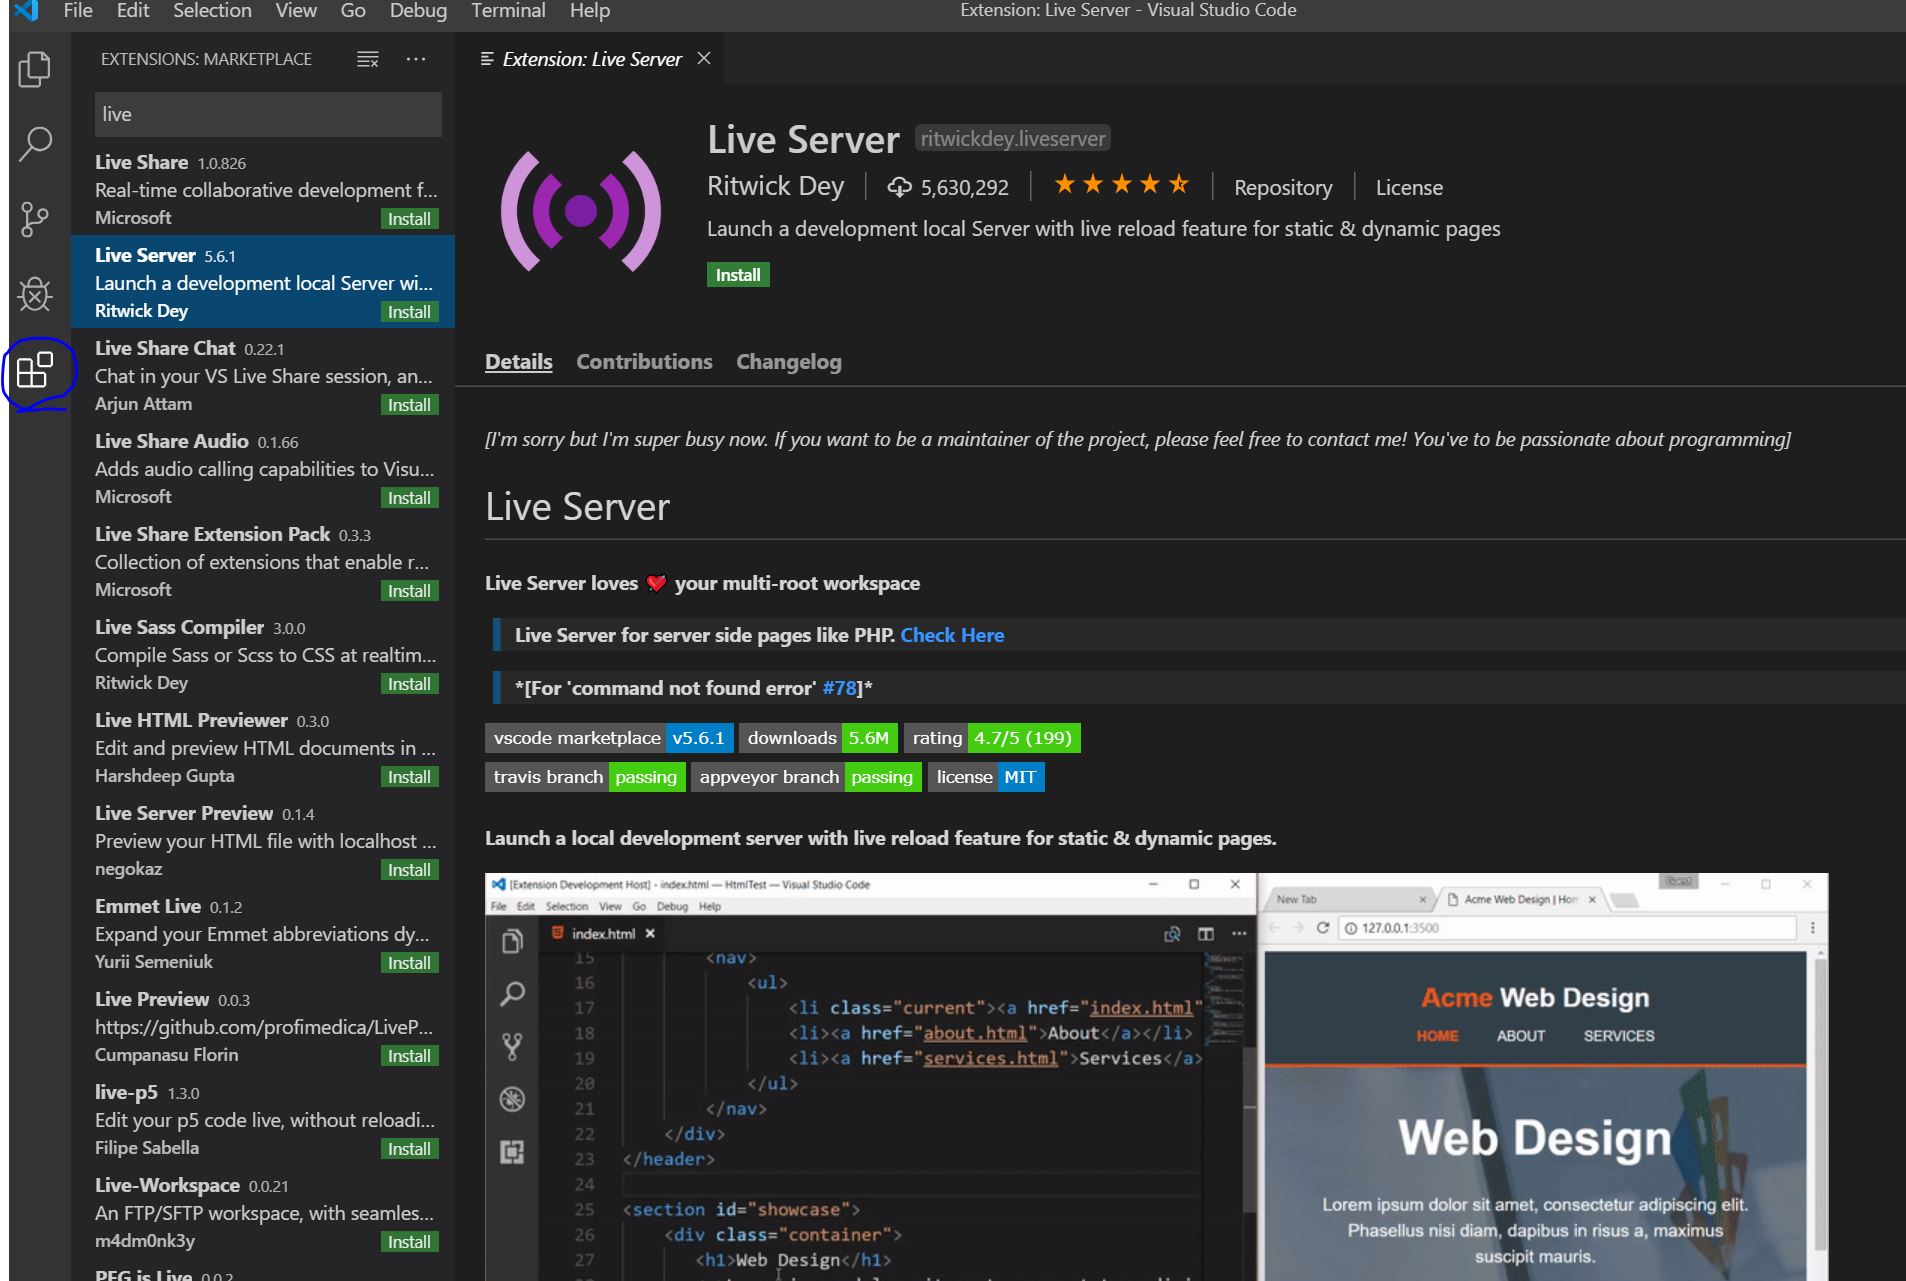 File Edit Selection View Go Debug Terminal Help
Extension: Live Server - Visual Studio Code
EXTENSIONS: MARKETPLACE
live
Live Share 1.0.826
Real-time collaborative development f...
Microsoft Install
Live Server 5.6.1
Launch a development local Server wi...
Ritwick Dey Install
Live Share Chat 0.22.1
Chat in your VS Live Share session, an...
Arjun Attam Install
Live Share Audio 0.1.66
Adds audio calling capabilities to Visu...
Microsoft Install
Live Share Extension Pack 0.3.3
Collection of extensions that enable r...
Microsoft Install
Live Sass Compiler 3.0.0
Compile Sass or Scss to CSS at realtim...
Ritwick Dey Install
Live HTML Previewer 0.3.0
Edit and preview HTML documents in ...
Harshdeep Gupta Install
Live Server Preview 0.1.4
Preview your HTML file with localhost ...
negokaz Install
Emmet Live 0.1.2
Expand your Emmet abbreviations dy...
Yurii Semeniuk Install
Live Preview 0.0.3
https://github.com/profimedica/LiveP...
Cumpanasu Florin Install
live-p5 1.3.0
Edit your p5 code live, without reloadi...
Filipe Sabella Install
Live-Workspace 0.0.21
An FTP/SFTP workspace, with seamles...
m4dm0nk3y Install
PEG.js Live 0.0.2
Extension: Live Server
Live Server ritwickdey.liveserver
Ritwick Dey 5,630,292 Repository License
Launch a development local Server with live reload feature for static & dynamic pages
Install
Details Contributions Changelog
[I'm sorry but I'm super busy now. If you want to be a maintainer of the project, please feel free to contact me! You've to be passionate about programming]
Live Server
Live Server loves 💘 your multi-root workspace
Live Server for server side pages like PHP. Check Here
*[For 'command not found error' #78]*
vscode marketplace v5.6.1 downloads 5.6M rating 4.7/5 (199)
travis branch passing appveyor branch passing license MIT
Launch a local development server with live reload feature for static & dynamic pages.
[Extension Development Host] - index.html — HtmlTest — Visual Studio Code
File Edit Selection View Go Debug Help
index.html
15 <nav>
16 <ul>
17 <li class="current"><a href="index.html"
18 <li><a href="about.html">About</a></li>
19 <li><a href="services.html">Services</a>
20 </ul>
21 </nav>
22 </div>
23 </header>
24
25 <section id="showcase">
26 <div class="container">
27 <h1>Web Design</h1>
Guest
New Tab
Acme Web Design | Hom
127.0.0.1:3500
Acme Web Design
HOME ABOUT SERVICES
Web Design
Lorem ipsum dolor sit amet, consectetur adipiscing elit.
Phasellus nisi diam, dapibus in risus a, maximus
suscipit mauris.